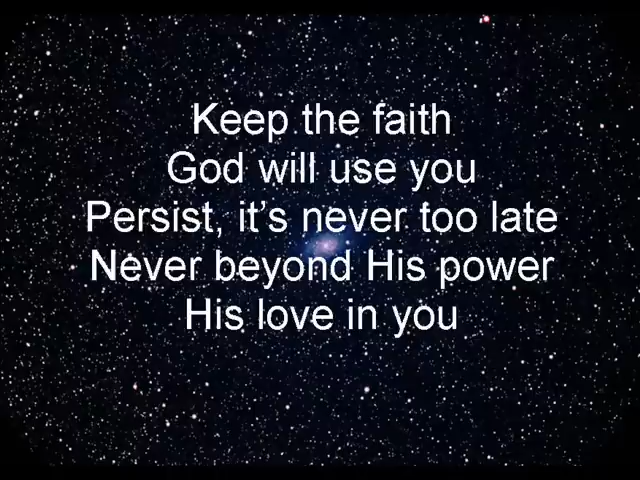 Keep the faith
God will use you
Persist, it’s never too late
Never beyond His power
His love in you